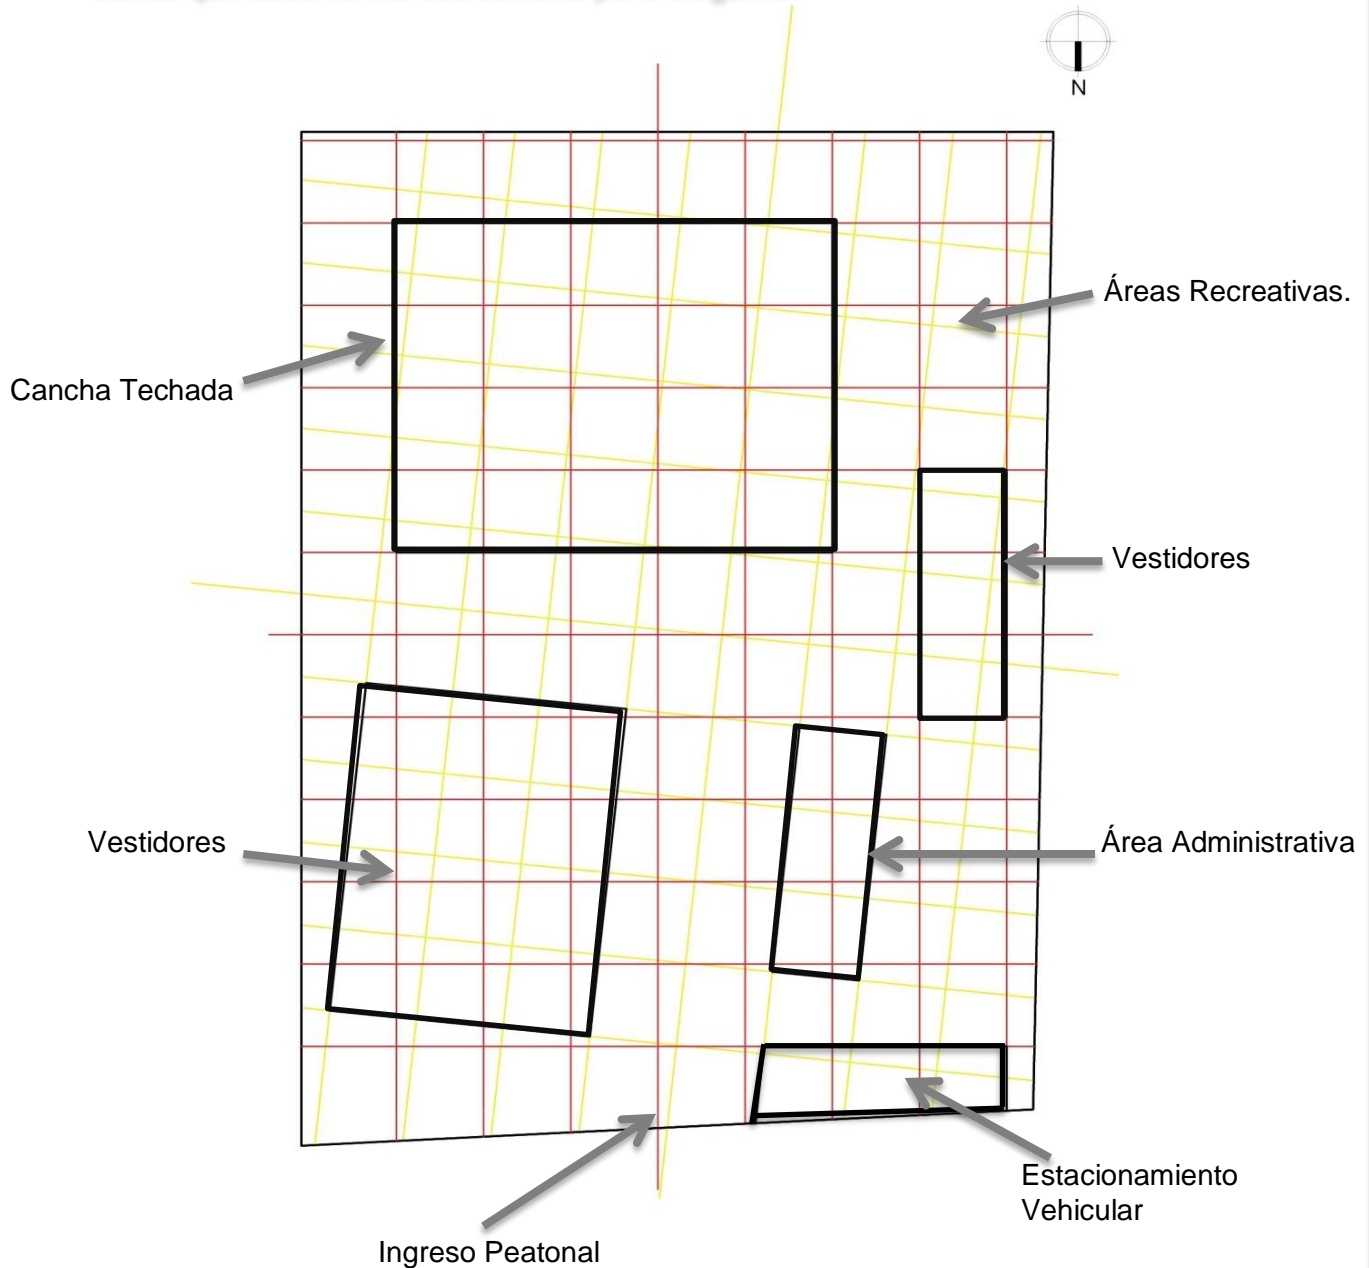 N
Áreas Recreativas.
Cancha Techada
Vestidores
Vestidores
Área Administrativa
Estacionamiento
Vehicular
Ingreso Peatonal